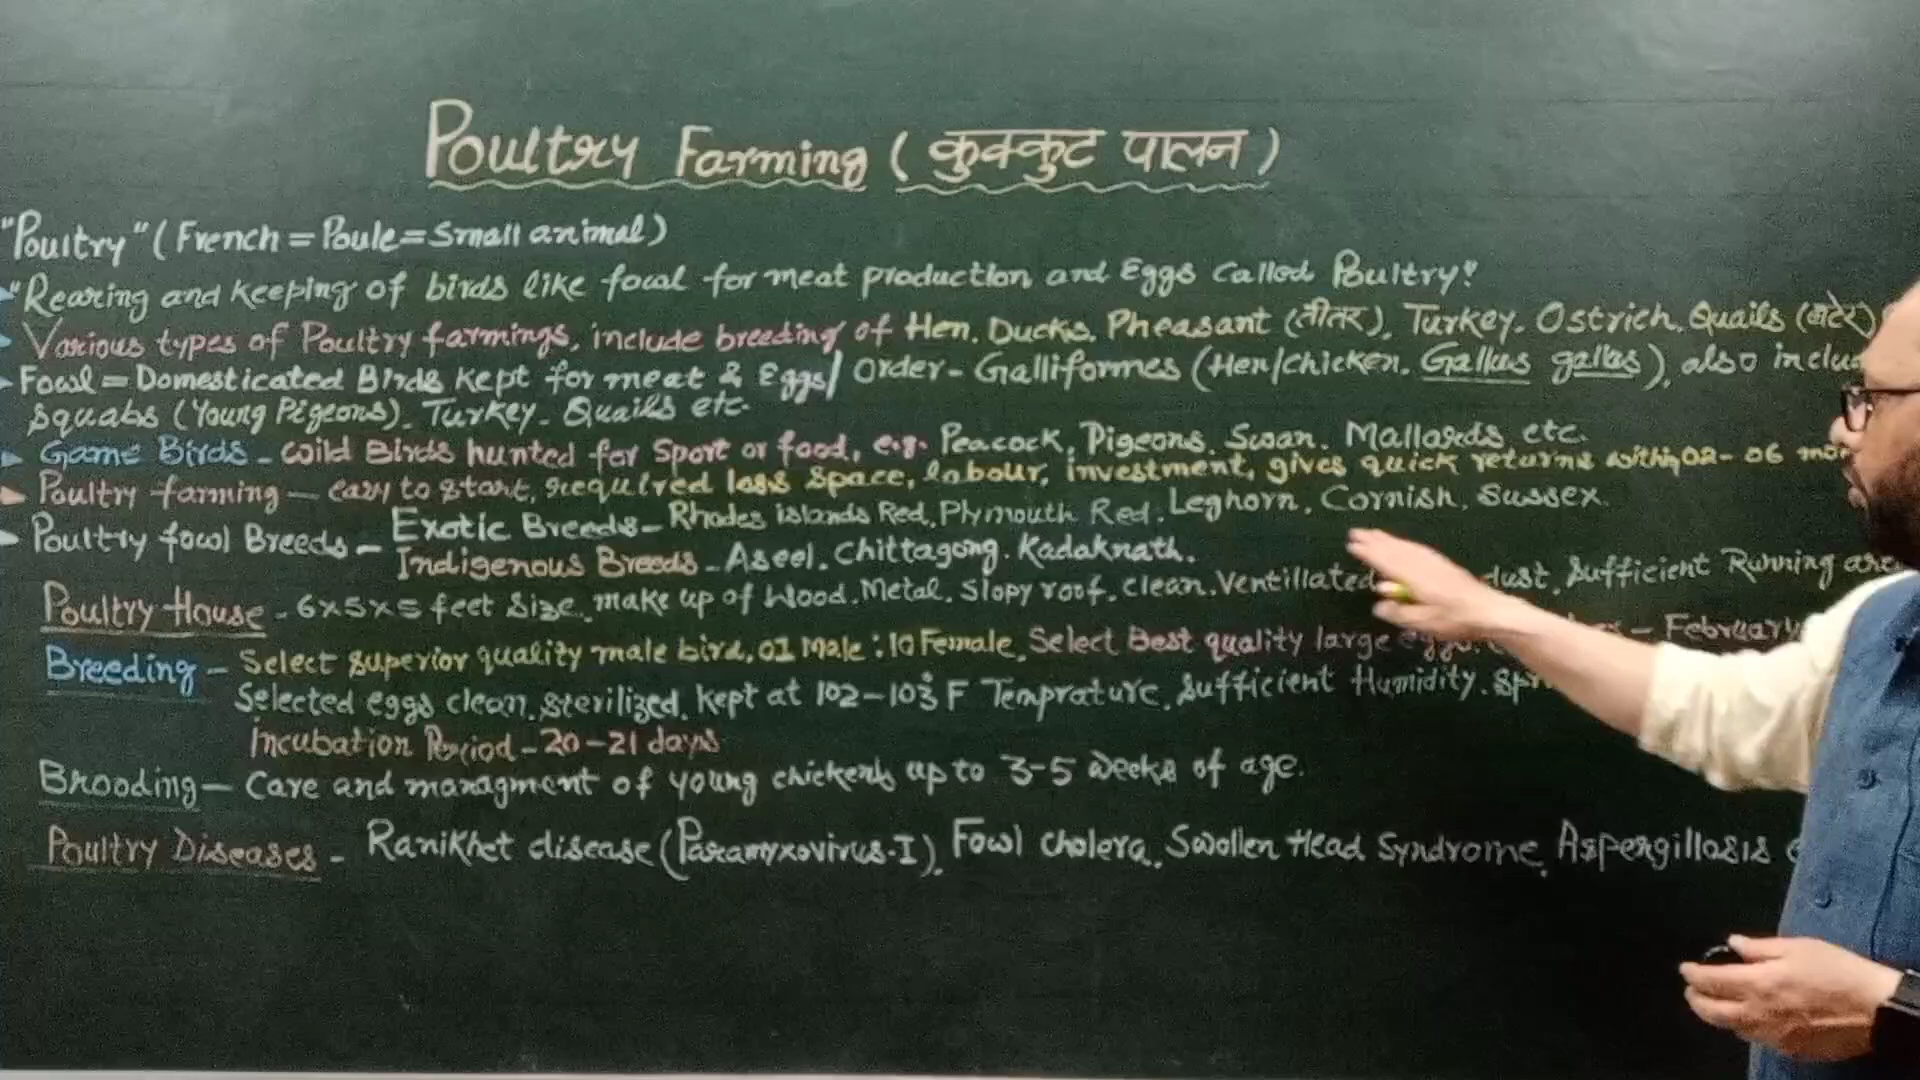 Poultry Farming (कुक्कुट पालन)
"Poultry" (French = Poule = Small animal)
"Rearing and keeping of birds like fowl for meat production and Eggs Called Poultry"
Various types of Poultry farmings, include breeding of Hen, Ducks, Pheasant (तीतर), Turkey, Ostrich, Quails (बटेर)
Fowl = Domesticated Birds kept for meat & Eggs / Order - Galliformes (Hen/chicken, Gallus gallus), also
squabs (Young Pigeons), Turkey, Quails etc.
Game Birds - wild Birds hunted for Sport or food, e.g. Peacock, Pigeons, Swan, Mallards etc.
Poultry farming - easy to start, required less space, labour, investment, gives quick returns within 02-06
Poultry fowl Breeds - Exotic Breeds - Rhodes islands Red, Plymouth Red, Leghorn, Cornish, Sussex.
Indigenous Breeds - Aseel, Chittagong, Kadaknath.
Poultry House - 6x5x5 feet size, make up of Wood, Metal, Slopy roof, clean, Ventillated dust, Sufficient Running
Breeding - Select superior quality male bird, 01 Male : 10 Female, Select Best quality large eggs, - February
Selected eggs clean, sterilized, kept at 102-103° F Temprature, Sufficient Humidity,
Incubation Period - 20-21 days
Brooding - Care and managment of young chickens up to 3-5 weeks of age.
Poultry Diseases - Ranikhet disease (Paramyxovirus-I), Fowl cholera, Swollen Head Syndrome, Aspergillosis